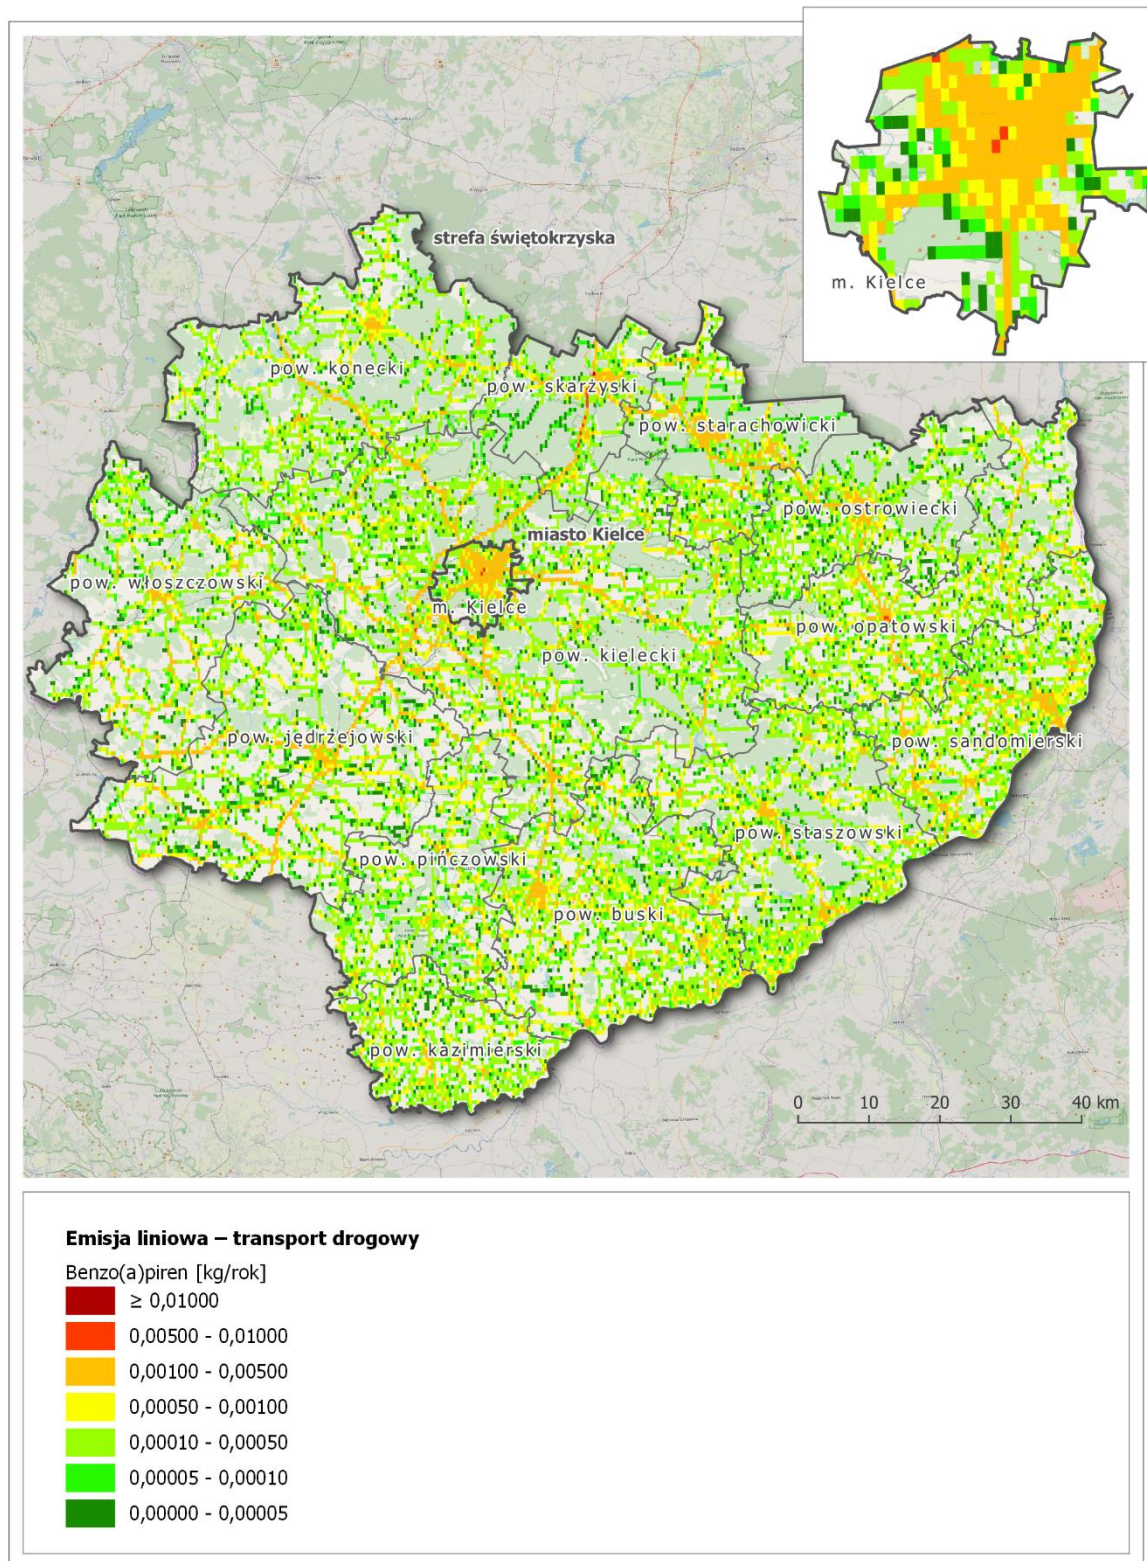 m. Kielce
strefa świętokrzyska
pow. konecki
pow. skarżyski
pow. starachowicki
pow. ostrowiecki
miasto Kielce
pow. włoszczowski
m. Kielce
pow. opatowski
pow. kielecki
pow. jędrzejowski
pow. sandomierski
pow. staszowski
pow. pińczowski
pow. buski
pow. kazimierski
0 10 20 30 40 km
Emisja liniowa – transport drogowy
Benzo(a)piren [kg/rok]
≥ 0,01000
0,00500 - 0,01000
0,00100 - 0,00500
0,00050 - 0,00100
0,00010 - 0,00050
0,00005 - 0,00010
0,00000 - 0,00005